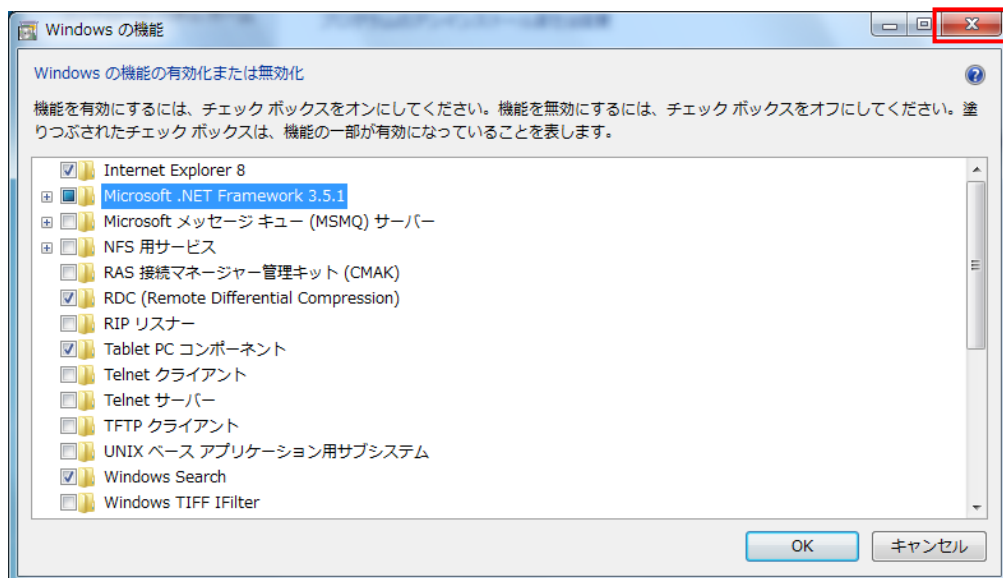 Windows の機能
Windows の機能の有効化または無効化
機能を有効にするには、チェック ボックスをオンにしてください。機能を無効にするには、チェック ボックスをオフにしてください。塗
りつぶされたチェック ボックスは、機能の一部が有効になっていることを表します。
Internet Explorer 8
Microsoft .NET Framework 3.5.1
Microsoft メッセージ キュー (MSMQ) サーバー
NFS 用サービス
RAS 接続マネージャー管理キット (CMAK)
RDC (Remote Differential Compression)
RIP リスナー
Tablet PC コンポーネント
Telnet クライアント
Telnet サーバー
TFTP クライアント
UNIX ベース アプリケーション用サブシステム
Windows Search
Windows TIFF IFilter
OK
キャンセル